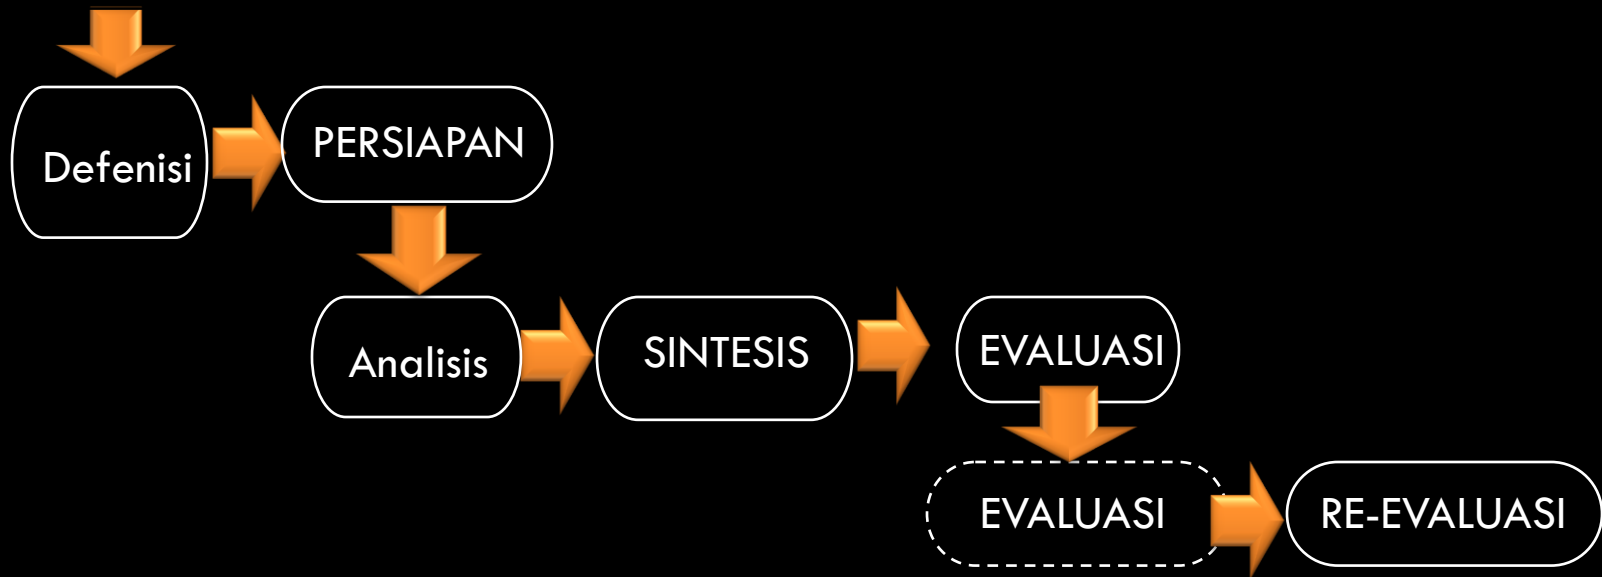 Defenisi
PERSIAPAN
Analisis
SINTESIS
EVALUASI
EVALUASI
RE-EVALUASI